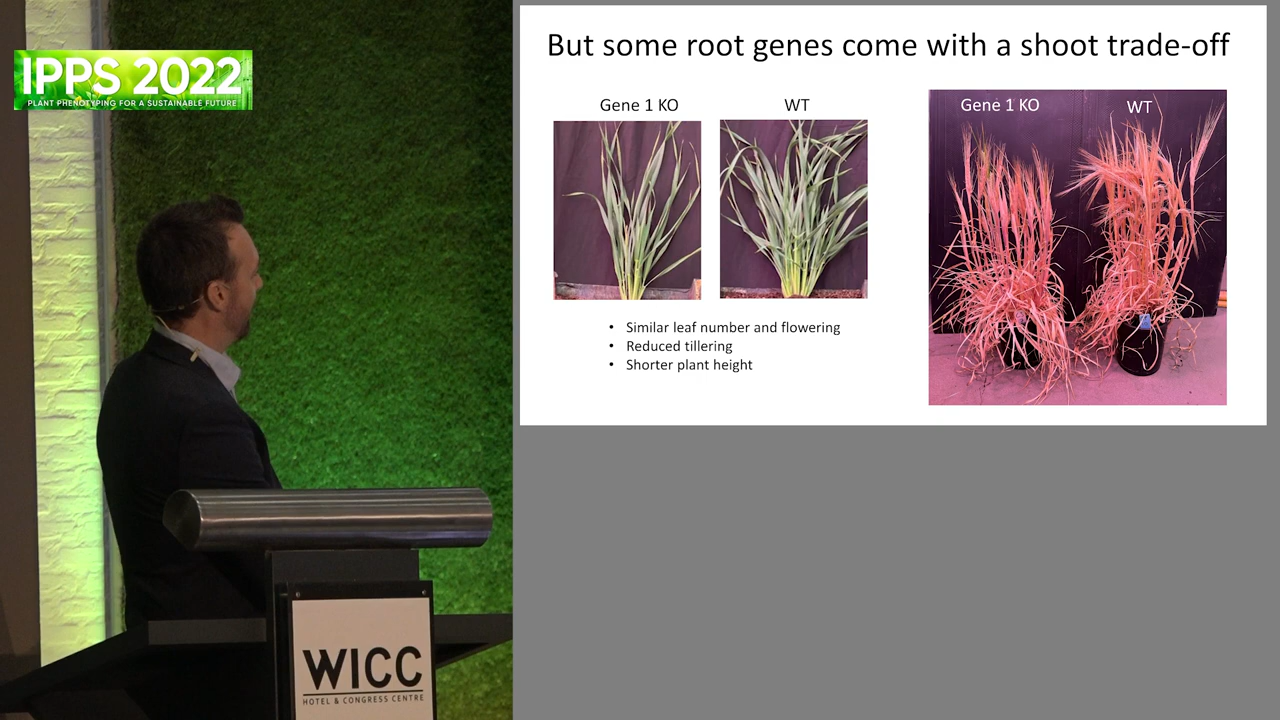 IPPS 2022
PLANT PHENOTYPING FOR A SUSTAINABLE FUTURE
But some root genes come with a shoot trade-off
Gene 1 KO
WT
Gene 1 KO
WT
• Similar leaf number and flowering
• Reduced tillering
• Shorter plant height
WICC
HOTEL & CONGRESS CENTRE